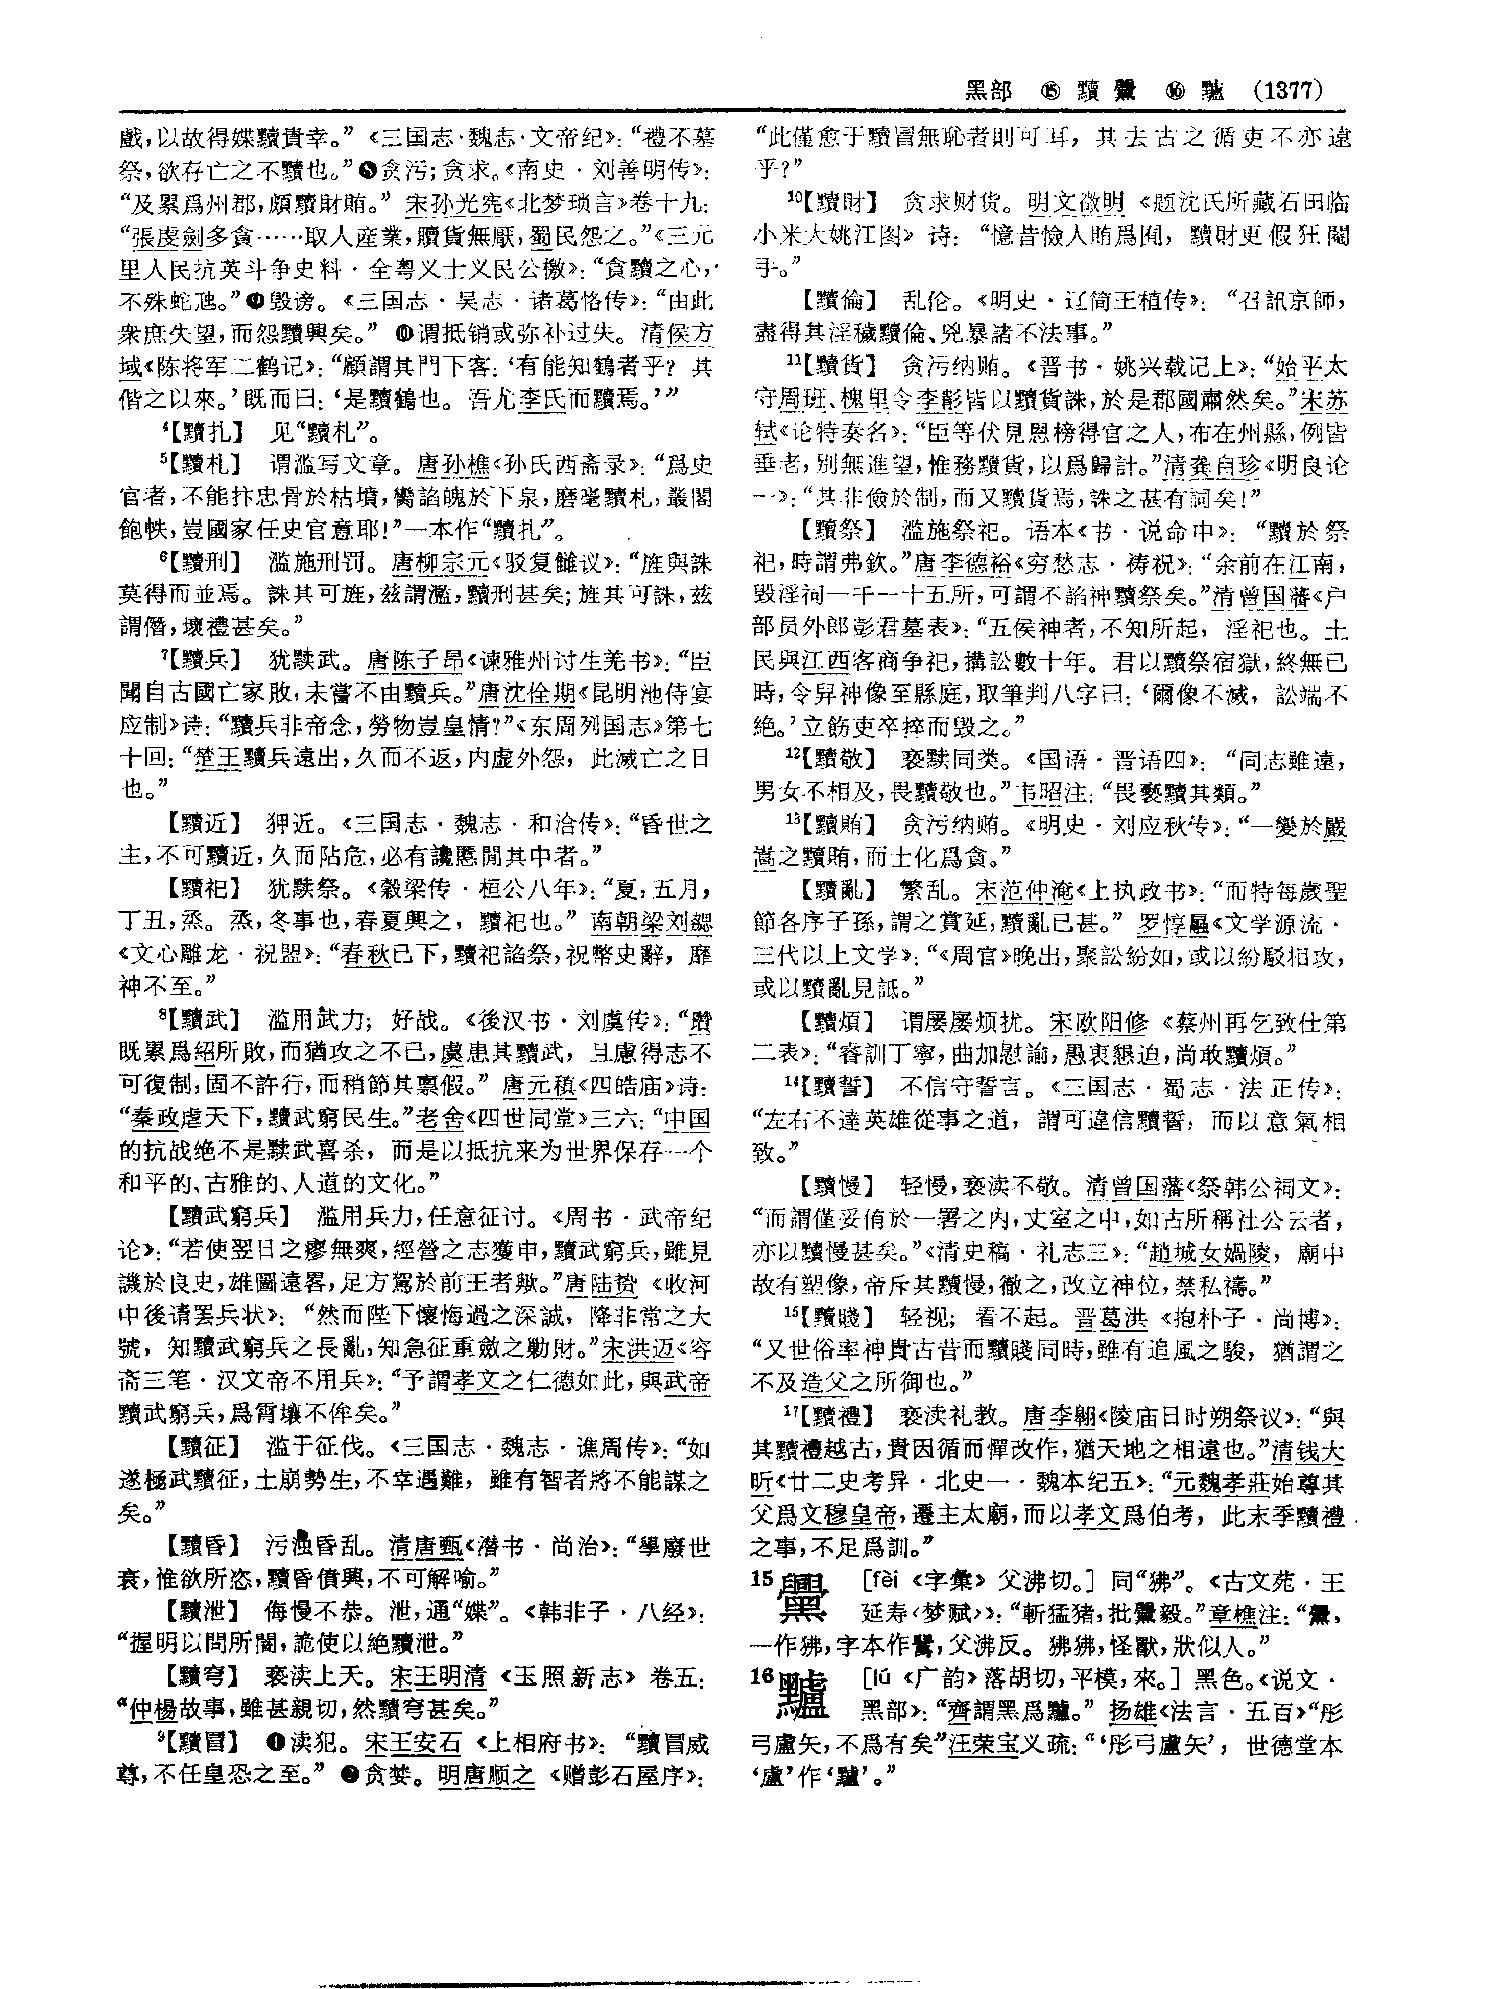 黑部 ⑮ 黷 ⑯ 黸 (1377)
戲,以故得媟黷貴幸。”《三国志·魏志·文帝纪》:“禮不墓
祭,欲存亡之不黷也。”❽贪污;贪求。《南史·刘善明传》:
“及累爲州郡,頗黷財賄。” 宋孙光宪《北梦琐言》卷十九:
“張虔劍多貪……取人産業,黷貨無厭,蜀民怨之。”《三元
里人民抗英斗争史料·全粤义士义民公檄》:“貪黷之心,
不殊蛇虺。”❾毁谤。《三国志·吴志·诸葛恪传》:“由此
衆庶失望,而怨黷興矣。” ❿谓抵销或弥补过失。清侯方
域《陈将军二鹤记》:“顧謂其門下客:‘有能知鶴者乎?其
偕之以來。’既而曰:‘是黷鶴也。吾尤李氏而黷焉。’”
4【黷扎】 见“黷札”。
5【黷札】 谓滥写文章。唐孙樵《孙氏西斋录》:“爲史
官者,不能抃忠骨於枯墳,臠諂魄於下泉,磨毫黷札,叢閣
飽帙,豈國家任史官意耶!”一本作“黷扎”。
6【黷刑】 滥施刑罚。唐柳宗元《驳复讎议》:“旌與誅
莫得而並焉。誅其可旌,兹謂濫,黷刑甚矣;旌其可誅,兹
謂僭,壞禮甚矣。”
7【黷兵】 犹黩武。唐陈子昂《谏雅州讨生羌书》:“臣
聞自古國亡家敗,未嘗不由黷兵。”唐沈佺期《昆明池侍宴
应制》诗:“黷兵非帝念,勞物豈皇情?”《东周列国志》第七
十回:“楚王黷兵遠出,久而不返,内虚外怨,此滅亡之日
也。”
【黷近】 狎近。《三国志·魏志·和洽传》:“昏世之
主,不可黷近,久而阽危,必有讒慝閒其中者。”
【黷祀】 犹黩祭。《穀梁传·桓公八年》:“夏,五月,
丁丑,烝。烝,冬事也,春夏興之,黷祀也。” 南朝梁刘勰
《文心雕龙·祝盟》:“春秋已下,黷祀諂祭,祝幣史辭,靡
神不至。”
8【黷武】 滥用武力;好战。《後汉书·刘虞传》:“瓚
既累爲紹所敗,而猶攻之不已,虞患其黷武,且慮得志不
可復制,固不許行,而稍節其禀假。” 唐元稹《四皓庙》诗:
“秦政虐天下,黷武窮民生。”老舍《四世同堂》三六:“中国
的抗战绝不是黩武喜杀,而是以抵抗来为世界保存一个
和平的、古雅的、人道的文化。”
【黷武窮兵】 滥用兵力,任意征讨。《周书·武帝纪
论》:“若使翌日之瘳無爽,經營之志獲申,黷武窮兵,雖見
譏於良史,雄圖遠畧,足方駕於前王者歟。”唐陆贽《收河
中後请罢兵状》:“然而陛下懷悔過之深誠,降非常之大
號,知黷武窮兵之長亂,知急征重斂之勦財。”宋洪迈《容
斋三笔·汉文帝不用兵》:“予謂孝文之仁德如此,與武帝
黷武窮兵,爲霄壤不侔矣。”
【黷征】 滥于征伐。《三国志·魏志·谯周传》:“如
遂極武黷征,土崩勢生,不幸遇難,雖有智者將不能謀之
矣。”
【黷昏】 污浊昏乱。清唐甄《潜书·尚治》:“學廢世
衰,惟欲所恣,黷昏僨興,不可解喻。”
【黷泄】 侮慢不恭。泄,通“媟”。《韩非子·八经》:
“握明以問所闇,詭使以絶黷泄。”
【黷穹】 亵渎上天。宋王明清《玉照新志》卷五:
“仲楊故事,雖甚親切,然黷穹甚矣。”
9【黷冒】 ❶渎犯。宋王安石《上相府书》:“黷冒威
尊,不任皇恐之至。” ❷贪婪。明唐顺之《赠彭石屋序》:
“此僅愈于黷冒無恥者則可耳,其去古之循吏不亦遠
乎?”
10【黷財】 贪求财货。明文徵明《题沈氏所藏石田临
小米大姚江图》诗:“憶昔憸人賄爲囿,黷財更假狂閹
手。”
【黷倫】 乱伦。《明史·辽简王植传》:“召訊京師,
盡得其淫穢黷倫、兇暴諸不法事。”
11【黷貨】 贪污纳贿。《晋书·姚兴载记上》:“始平太
守周班、槐里令李彪皆以黷貨誅,於是郡國肅然矣。”宋苏
轼《论特奏名》:“臣等伏見恩榜得官之人,布在州縣,例皆
垂老,别無進望,惟務黷貨,以爲歸計。”清龚自珍《明良论
一》:“其非儉於制,而又黷貨焉,誅之甚有詞矣!”
【黷祭】 滥施祭祀。语本《书·说命中》:“黷於祭
祀,時謂弗欽。”唐李德裕《穷愁志·祷祝》:“余前在江南,
毁淫祠一千一十五所,可謂不諂神黷祭矣。”清曾国藩《户
部员外郎彭君墓表》:“五侯神者,不知所起,淫祀也。土
民與江西客商争祀,搆訟數十年。君以黷祭宿獄,終無已
時,令舁神像至縣庭,取筆判八字曰:‘爾像不滅,訟端不
絶。’立飭吏卒捽而毁之。”
12【黷敬】 亵黩同类。《国语·晋语四》:“同志雖遠,
男女不相及,畏黷敬也。”韦昭注:“畏褻黷其類。”
13【黷賄】 贪污纳贿。《明史·刘应秋传》:“一變於嚴
嵩之黷賄,而士化爲貪。”
【黷亂】 繁乱。宋范仲淹《上执政书》:“而特每歲聖
節各序子孫,謂之賞延,黷亂已甚。” 罗惇曧《文学源流·
三代以上文学》:“《周官》晚出,聚訟紛如,或以紛駁相攻,
或以黷亂見詆。”
【黷煩】 谓屡屡烦扰。宋欧阳修《蔡州再乞致仕第
二表》:“睿訓丁寧,曲加慰諭,愚衷懇迫,尚敢黷煩。”
14【黷誓】 不信守誓言。《三国志·蜀志·法正传》:
“左右不達英雄從事之道,謂可違信黷誓,而以意氣相
致。”
【黷慢】 轻慢,亵渎不敬。清曾国藩《祭韩公祠文》:
“而謂僅妥侑於一署之内,丈室之中,如古所稱社公云者,
亦以黷慢甚矣。”《清史稿·礼志三》:“趙城女媧陵,廟中
故有塑像,帝斥其黷慢,徹之,改立神位,禁私禱。”
15【黷賤】 轻视;看不起。晋葛洪《抱朴子·尚博》:
“又世俗率神貴古昔而黷賤同時,雖有追風之駿,猶謂之
不及造父之所御也。”
17【黷禮】 亵渎礼教。唐李翱《陵庙日时朔祭议》:“與
其黷禮越古,貴因循而憚改作,猶天地之相遠也。”清钱大
昕《廿二史考异·北史一·魏本纪五》:“元魏孝莊始尊其
父爲文穆皇帝,遷主太廟,而以孝文爲伯考,此末季黷禮
之事,不足爲訓。”
15 [fèi 《字彙》父沸切。] 同“狒”。《古文苑·王
延寿〈梦赋〉》:“斬猛猪,批毅。”章樵注:“,
一作狒,字本作,父沸反。狒狒,怪獸,狀似人。”
16 黸 [lú 《广韵》落胡切,平模,來。] 黑色。《说文·
黑部》:“齊謂黑爲黸。” 扬雄《法言·五百》“彤
弓盧矢,不爲有矣”汪荣宝义疏:“‘彤弓盧矢’,世德堂本
‘盧’作‘黸’。”